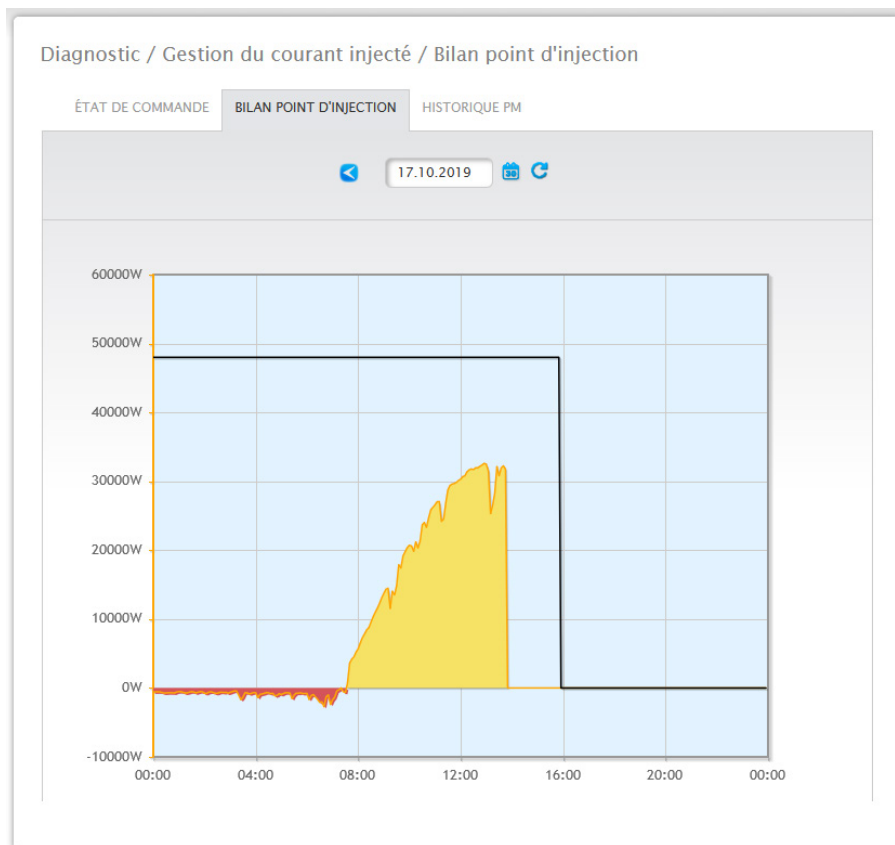 Diagnostic / Gestion du courant injecté / Bilan point d'injection
ÉTAT DE COMMANDE BILAN POINT D'INJECTION HISTORIQUE PM
17.10.2019 30
60000W
50000W
40000W
30000W
20000W
10000W
0W
-10000W
00:00 04:00 08:00 12:00 16:00 20:00 00:00